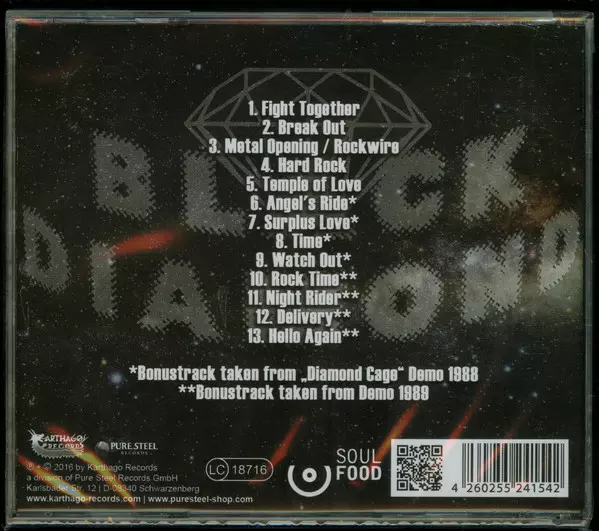 BLACK
DIAMOND
1. Fight Together
2. Break Out
3. Metal Opening / Rockwire
4. Hard Rock
5. Temple of Love
6. Angel's Ride*
7. Surplus Love*
8. Time*
9. Watch Out*
10. Rock Time**
11. Night Rider**
12. Delivery**
13. Hello Again**
*Bonustrack taken from „Diamond Cage“ Demo 1988
**Bonustrack taken from Demo 1989
KARTHAGO
RECORDS
PURE STEEL
RECORDS
℗ + © 2016 by Karthago Records
a division of Pure Steel Records GmbH
Karlsbader Str. 12 | D-08340 Schwarzenberg
www.karthago-records.com | www.puresteel-shop.com
LC 18716
SOUL
FOOD
4 260255 241542